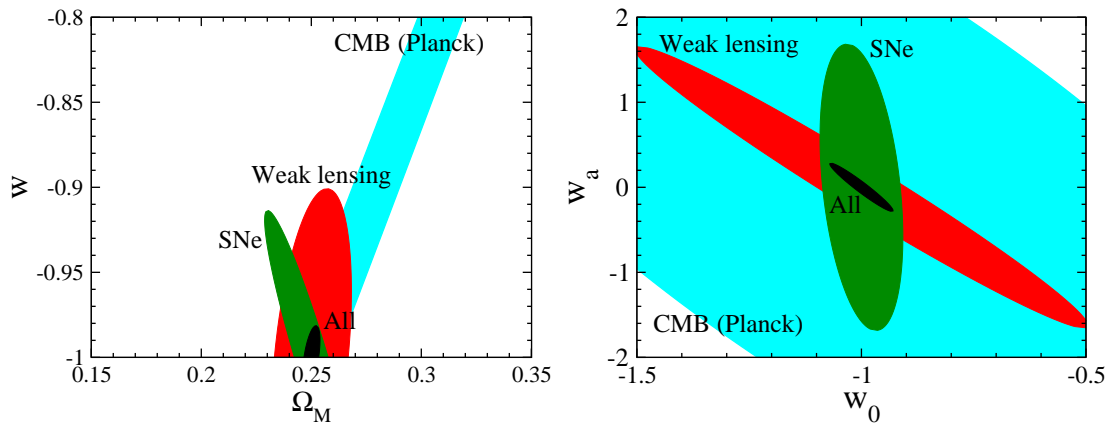 -0.8
-0.85
-0.9
-0.95
-1
w
CMB (Planck)
Weak lensing
SNe
All
0.15 0.2 0.25 0.3 0.35
Ω_M
2
1
0
-1
-2
w_a
Weak lensing
SNe
All
CMB (Planck)
-1.5 -1 -0.5
w_0